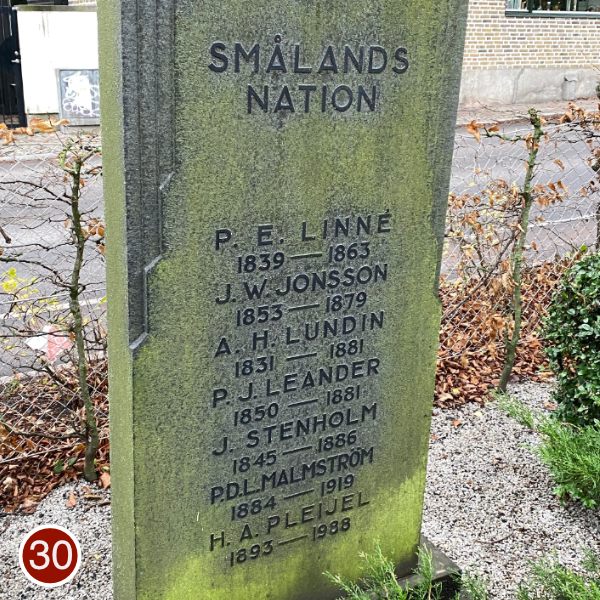 SMÅLANDS
NATION
P. E. LINNÉ
1839 — 1863
J. W. JONSSON
1853 — 1879
A. H. LUNDIN
1831 — 1881
P. J. LEANDER
1850 — 1881
J. STENHOLM
1845 — 1886
P.D.L. MALMSTRÖM
1884 — 1919
H. A. PLEIJEL
1893 — 1988
30